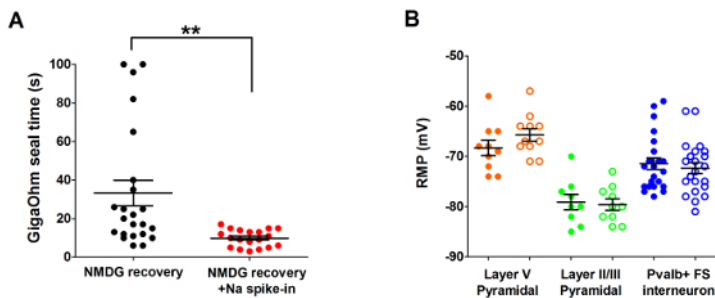 A
**
GigaOhm seal time (s)
100
80
60
40
20
0
NMDG recovery
NMDG recovery
+Na spike-in
B
RMP (mV)
-50
-60
-70
-80
-90
Layer V
Pyramidal
Layer II/III
Pyramidal
Pvalb+ FS
interneuron